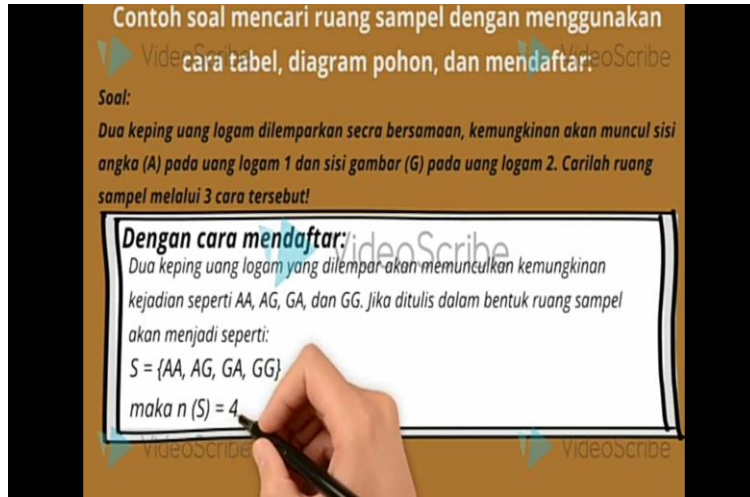 Contoh soal mencari ruang sampel dengan menggunakan
cara tabel, diagram pohon, dan mendaftar:
VideoScribe
VideoScribe
Soal:
Dua keping uang logam dilemparkan secra bersamaan, kemungkinan akan muncul sisi
angka (A) pada uang logam 1 dan sisi gambar (G) pada uang logam 2. Carilah ruang
sampel melalui 3 cara tersebut!
Dengan cara mendaftar:
VideoScribe
Dua keping uang logam yang dilempar akan memunculkan kemungkinan
kejadian seperti AA, AG, GA, dan GG. Jika ditulis dalam bentuk ruang sampel
akan menjadi seperti:
S = {AA, AG, GA, GG}
maka n (S) = 4
VideoScribe
VideoScribe